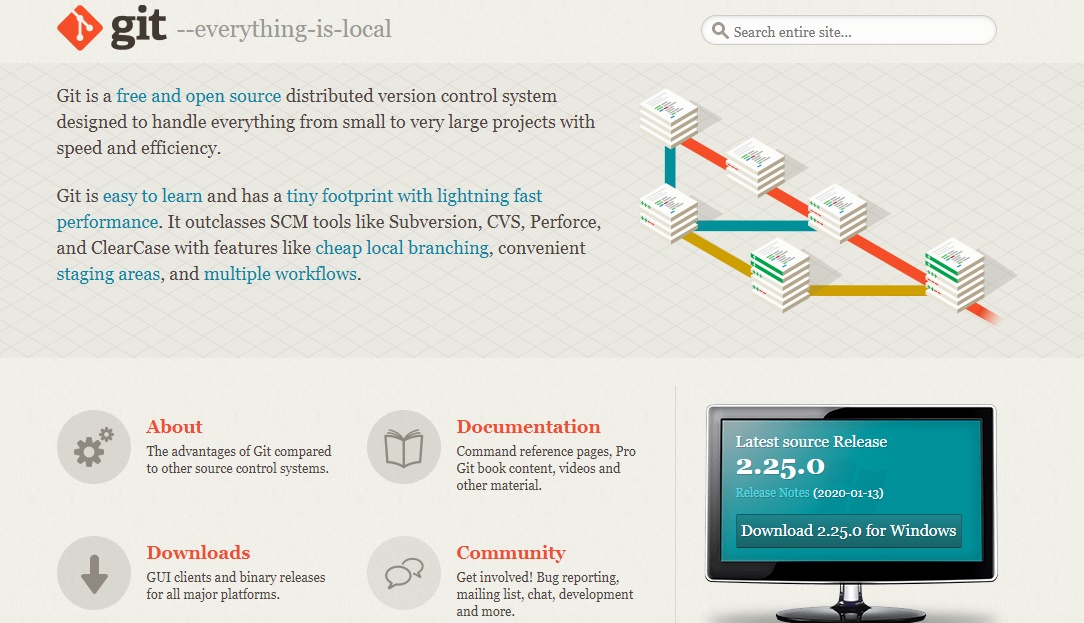 git --everything-is-local
Search entire site...
Git is a free and open source distributed version control system
designed to handle everything from small to very large projects with
speed and efficiency.
Git is easy to learn and has a tiny footprint with lightning fast
performance. It outclasses SCM tools like Subversion, CVS, Perforce,
and ClearCase with features like cheap local branching, convenient
staging areas, and multiple workflows.
About
The advantages of Git compared
to other source control systems.
Documentation
Command reference pages, Pro
Git book content, videos and
other material.
Downloads
GUI clients and binary releases
for all major platforms.
Community
Get involved! Bug reporting,
mailing list, chat, development
and more.
Latest source Release
2.25.0
Release Notes (2020-01-13)
Download 2.25.0 for Windows